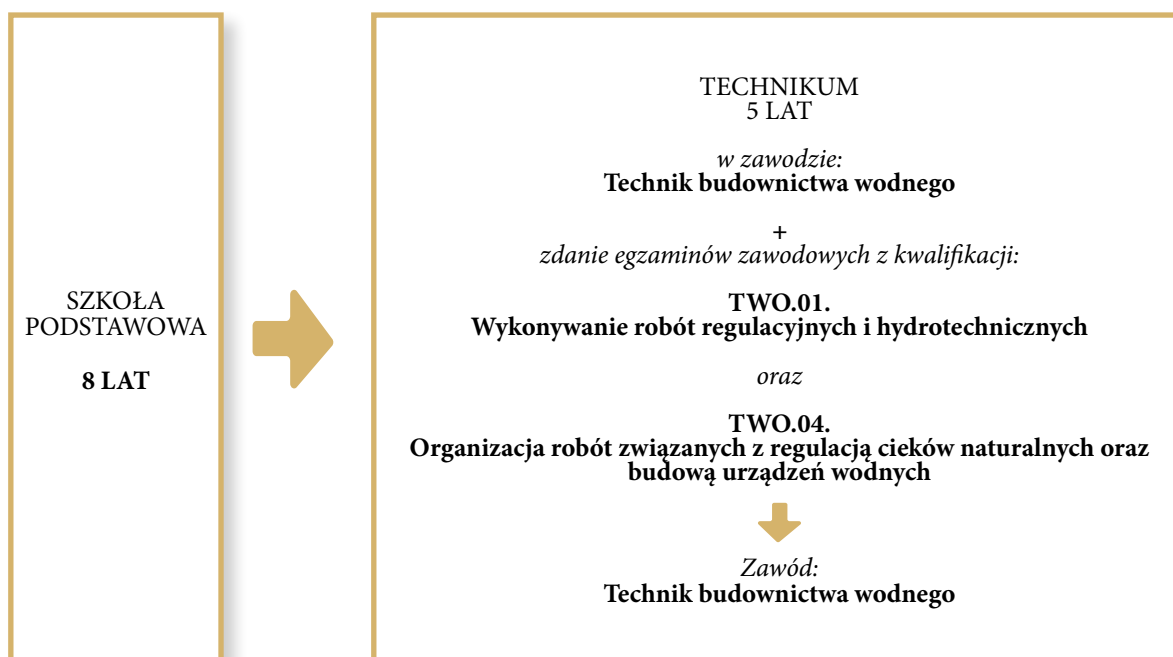 SZKOŁA
PODSTAWOWA
8 LAT
TECHNIKUM
5 LAT
w zawodzie:
Technik budownictwa wodnego
+
zdanie egzaminów zawodowych z kwalifikacji:
TWO.01.
Wykonywanie robót regulacyjnych i hydrotechnicznych
oraz
TWO.04.
Organizacja robót związanych z regulacją cieków naturalnych oraz
budową urządzeń wodnych
Zawód:
Technik budownictwa wodnego